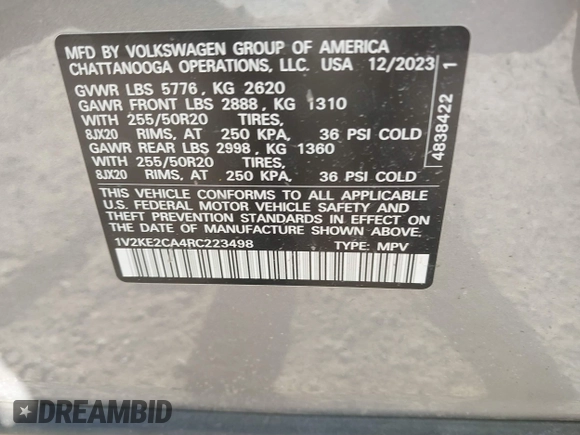 MFD BY VOLKSWAGEN GROUP OF AMERICA
CHATTANOOGA OPERATIONS, LLC. USA 12/2023
GVWR LBS 5776, KG 2620
GAWR FRONT LBS 2888, KG 1310
WITH 255/50R20 TIRES,
8JX20 RIMS, AT 250 KPA, 36 PSI COLD
GAWR REAR LBS 2998, KG 1360
WITH 255/50R20 TIRES,
8JX20 RIMS, AT 250 KPA, 36 PSI COLD
THIS VEHICLE CONFORMS TO ALL APPLICABLE
U.S. FEDERAL MOTOR VEHICLE SAFETY AND
THEFT PREVENTION STANDARDS IN EFFECT ON
THE DATE OF MANUFACTURE SHOWN ABOVE.
1V2KE2CA4RC223498 TYPE: MPV
4838422 1
DREAMBID